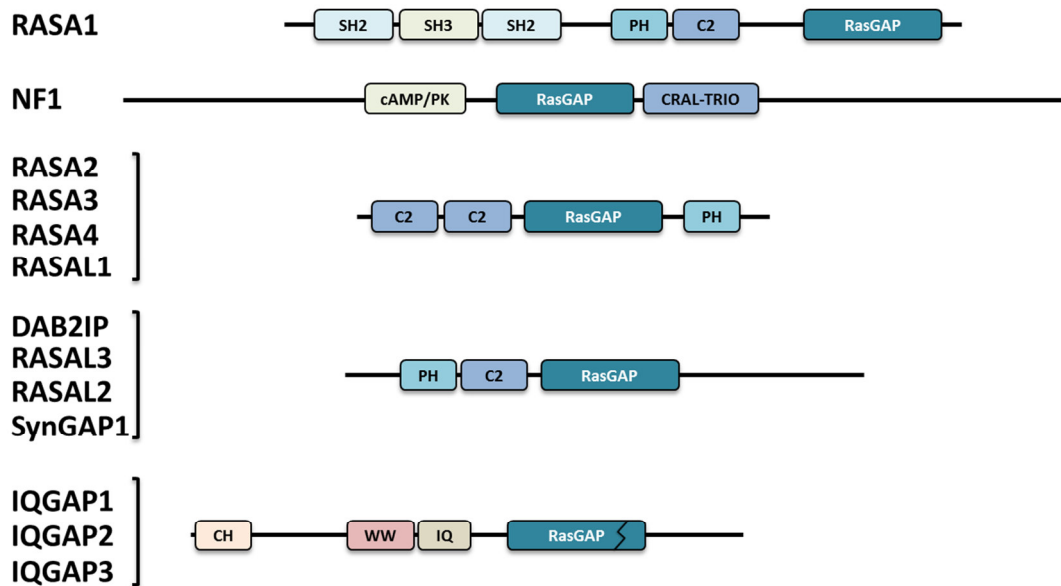 RASA1
SH2 SH3 SH2 PH C2 RasGAP
NF1
cAMP/PK RasGAP CRAL-TRIO
RASA2
RASA3
RASA4
RASAL1
C2 C2 RasGAP PH
DAB2IP
RASAL3
RASAL2
SynGAP1
PH C2 RasGAP
IQGAP1
IQGAP2
IQGAP3
CH WW IQ RasGAP